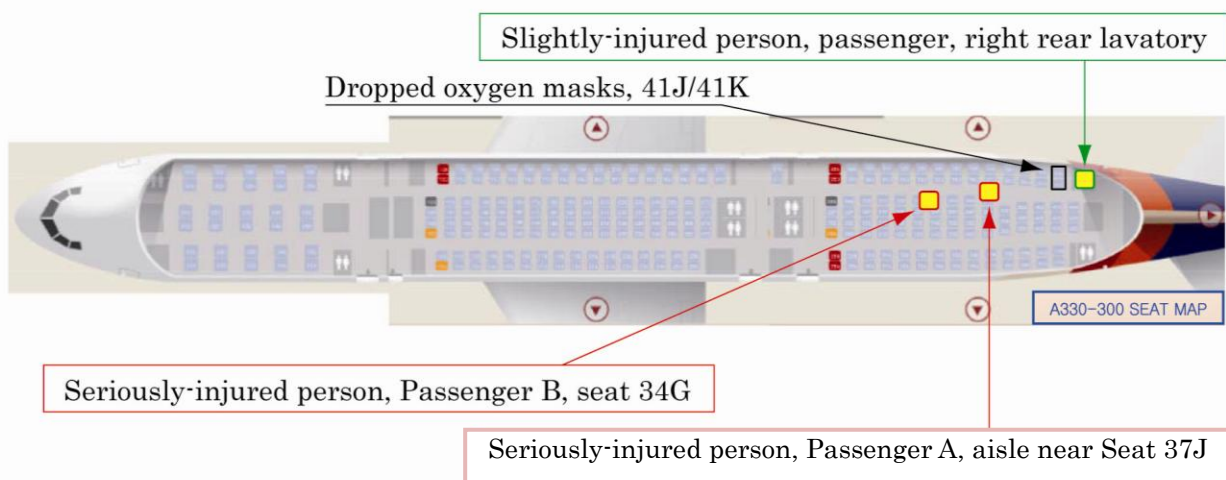 Slightly-injured person, passenger, right rear lavatory
Dropped oxygen masks, 41J/41K
A330-300 SEAT MAP
Seriously-injured person, Passenger B, seat 34G
Seriously-injured person, Passenger A, aisle near Seat 37J